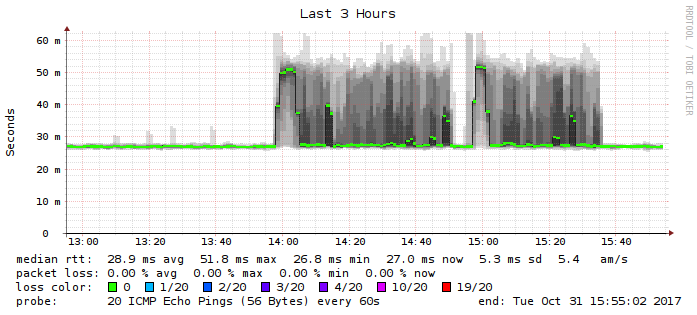 Last 3 Hours
RRDTOOL / TOBI OETIKER
Seconds
60 m
50 m
40 m
30 m
20 m
10 m
0
13:00 13:20 13:40 14:00 14:20 14:40 15:00 15:20 15:40
median rtt: 28.9 ms avg 51.8 ms max 26.8 ms min 27.0 ms now 5.3 ms sd 5.4 am/s
packet loss: 0.00 % avg 0.00 % max 0.00 % min 0.00 % now
loss color: 0 1/20 2/20 3/20 4/20 10/20 19/20
probe: 20 ICMP Echo Pings (56 Bytes) every 60s end: Tue Oct 31 15:55:02 2017